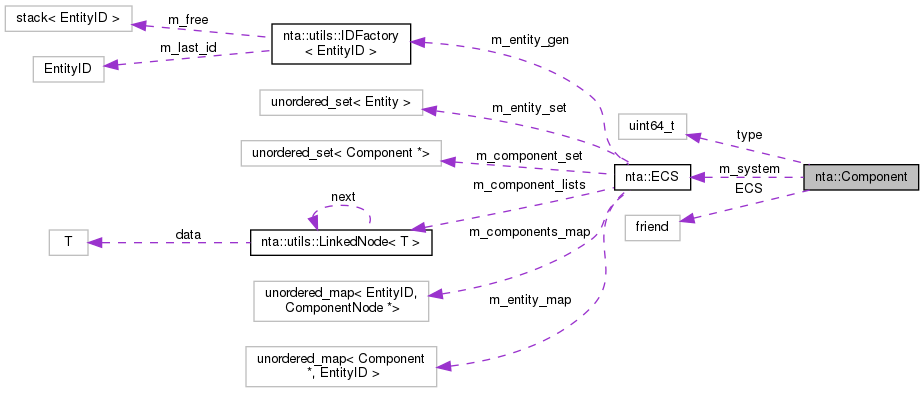 stack< EntityID >
m_free
nta::utils::IDFactory
< EntityID >
m_last_id
EntityID
m_entity_gen
unordered_set< Entity >
m_entity_set
uint64_t
type
unordered_set< Component *>
m_component_set
nta::ECS
m_system
nta::Component
ECS
m_component_lists
next
friend
T
data
nta::utils::LinkedNode< T >
m_components_map
unordered_map< EntityID,
ComponentNode *>
m_entity_map
unordered_map< Component
*, EntityID >